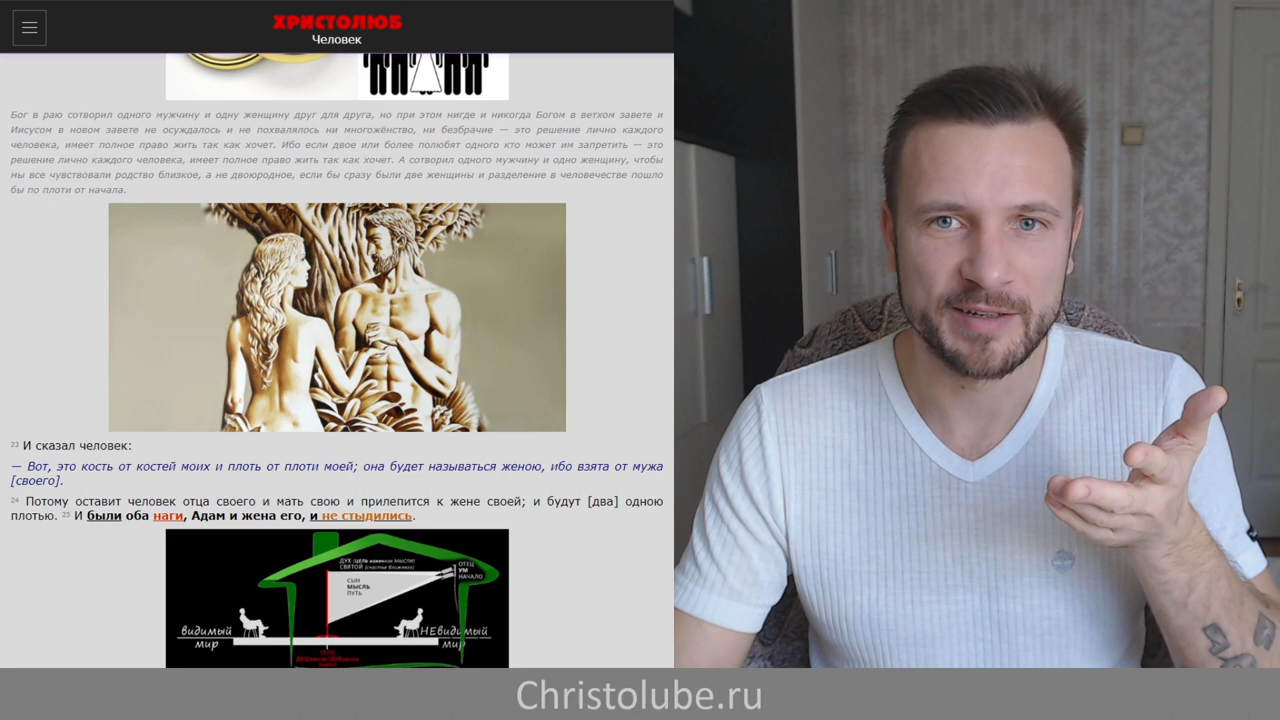 ХРИСТОЛЮБ
Человек
Бог в раю сотворил одного мужчину и одну женщину друг для друга, но при этом нигде и никогда Богом в ветхом завете и
Иисусом в новом завете не осуждалось и не похвалялось ни многожёнство, ни безбрачие — это решение лично каждого
человека, имеет полное право жить так как хочет. Ибо если двое или более полюбят одного кто может им запретить — это
решение лично каждого человека, имеет полное право жить так как хочет. А сотворил одного мужчину и одно женщину, чтобы
мы все чувствовали родство близкое, а не двоюродное, если бы сразу были две женщины и разделение в человечестве пошло
бы по плоти от начала.
23 И сказал человек:
— Вот, это кость от костей моих и плоть от плоти моей; она будет называться женою, ибо взята от мужа
[своего].
24 Потому оставит человек отца своего и мать свою и прилепится к жене своей; и будут [два] одною
плотью. 25 И были оба наги, Адам и жена его, и не стыдились.
ДУХ (цель конечная МЫСЛИ)
СВЯТОЙ (счастье ближнего)
ОТЕЦ
УМ
НАЧАЛО
СЫН
МЫСЛЬ
ПУТЬ
видимый
мир
НЕвидимый
мир
Christolube.ru